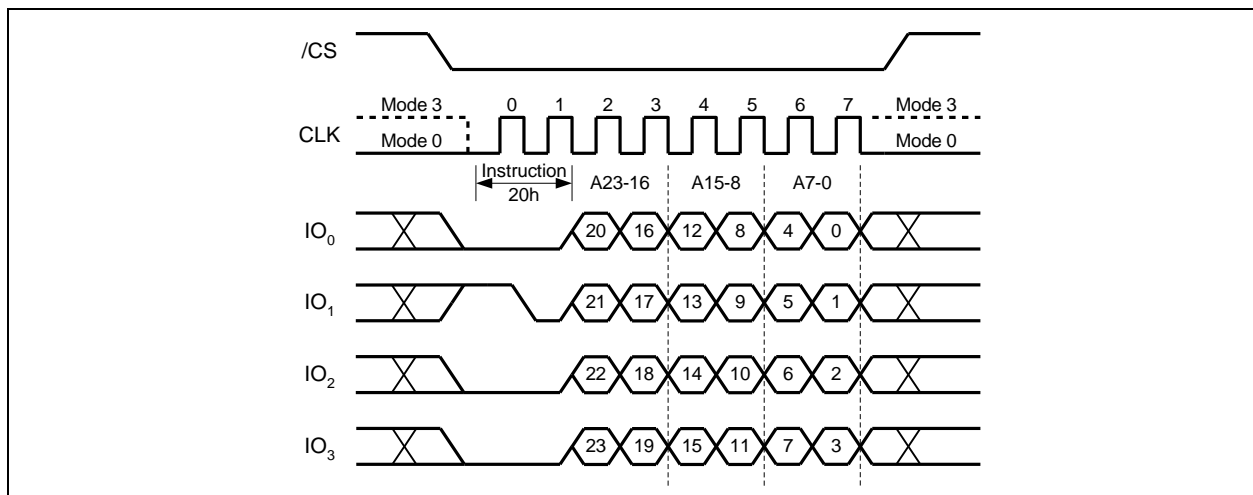 /CS
Mode 3 0 1 2 3 4 5 6 7 Mode 3
CLK
Mode 0 Mode 0
Instruction
20h
A23-16 A15-8 A7-0
IO0 20 16 12 8 4 0
IO1 21 17 13 9 5 1
IO2 22 18 14 10 6 2
IO3 23 19 15 11 7 3